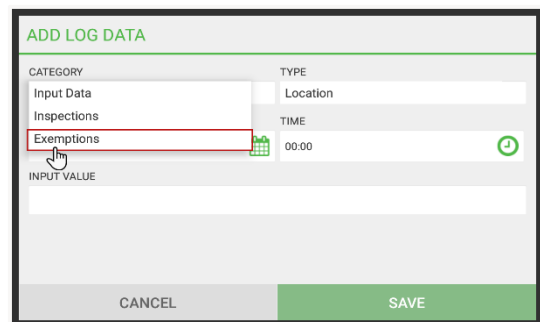 ADD LOG DATA
CATEGORY
TYPE
Input Data
Location
Inspections
TIME
Exemptions
00:00
INPUT VALUE
CANCEL
SAVE